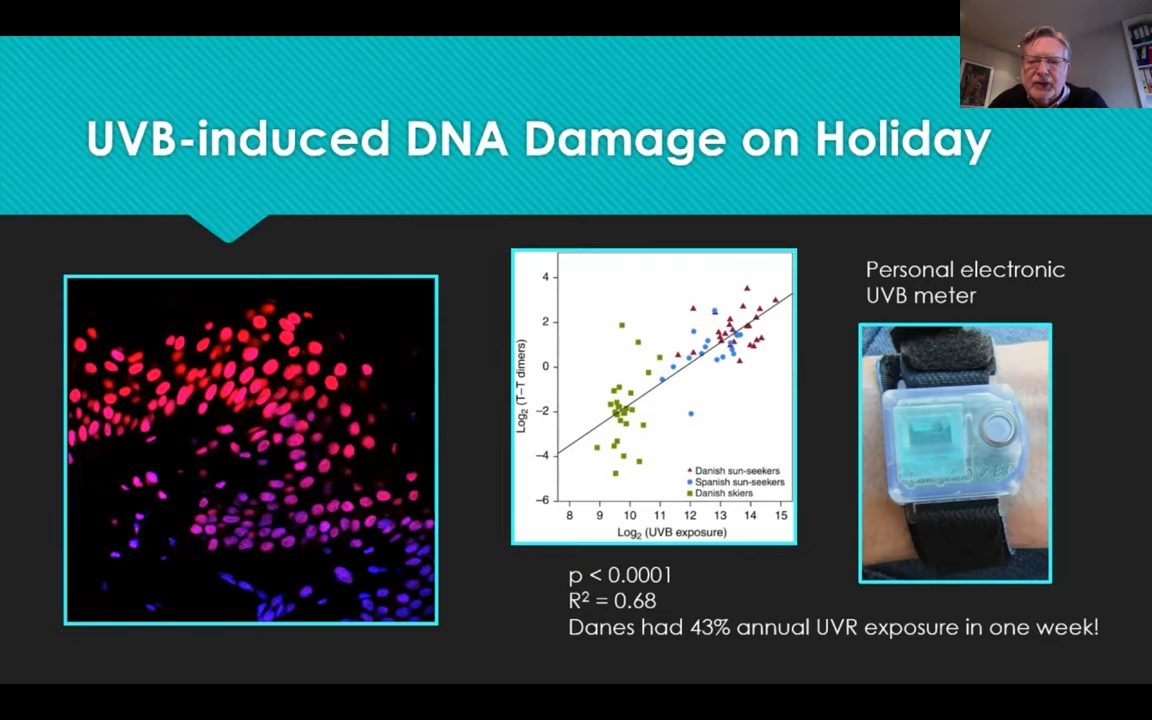 UVB-induced DNA Damage on Holiday
Personal electronic
UVB meter
Log2 (T–T dimers)
4
2
0
–2
–4
–6
8 9 10 11 12 13 14 15
Log2 (UVB exposure)
Danish sun-seekers
Spanish sun-seekers
Danish skiers
p < 0.0001
R² = 0.68
Danes had 43% annual UVR exposure in one week!